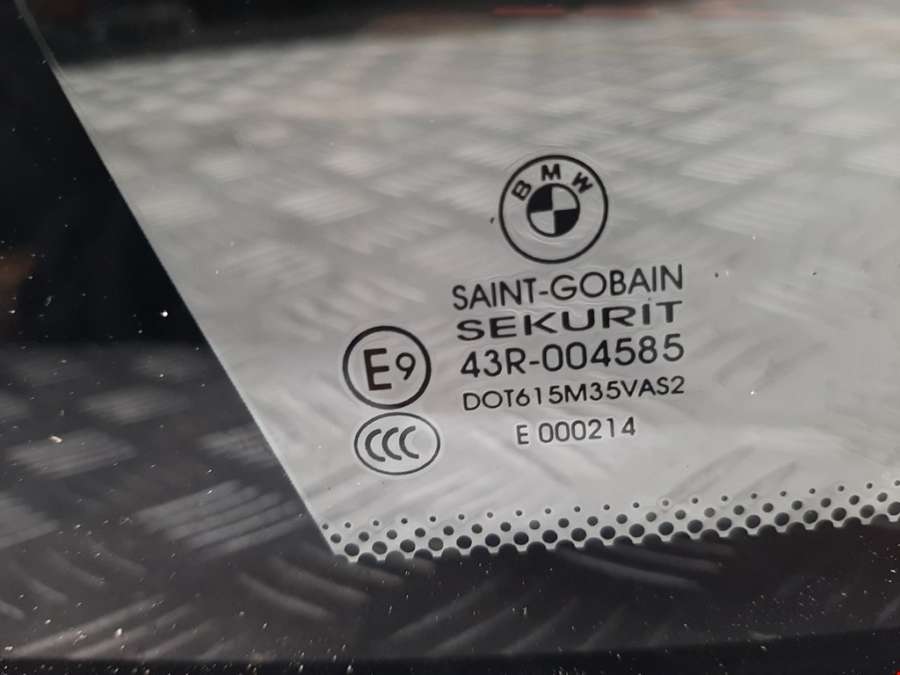 BMW
SAINT-GOBAIN
SEKURIT
E9
43R-004585
DOT615M35VAS2
CCC
E 000214